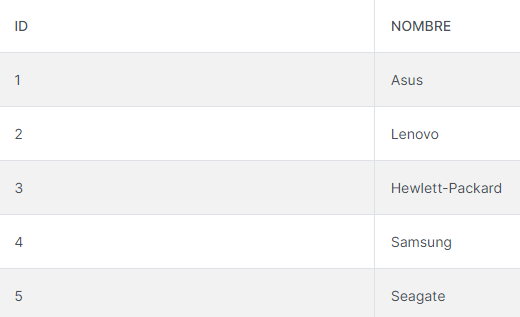 ID NOMBRE
1 Asus
2 Lenovo
3 Hewlett-Packard
4 Samsung
5 Seagate